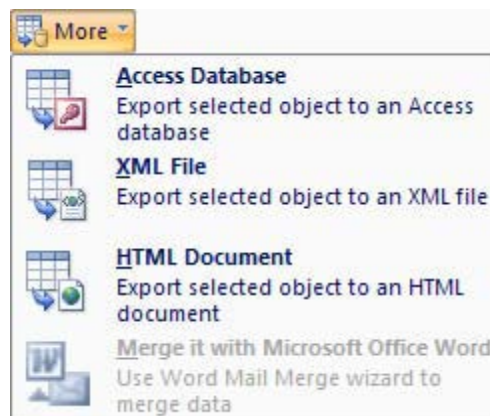 More
Access Database
Export selected object to an Access
database
XML File
Export selected object to an XML file
HTML Document
Export selected object to an HTML
document
Merge it with Microsoft Office Word
Use Word Mail Merge wizard to
merge data